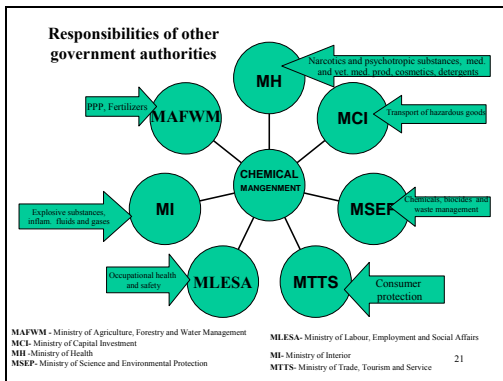 Responsibilities of other
government authorities
Narcotics and psychotropic substances, med.
and vet. med. prod, cosmetics, detergents
MH
PPP, Fertilizers
MAFWM
MCI
Transport of hazardous goods
CHEMICAL
MANGENMENT
Explosive substances,
inflam. fluids and gases
MI
MSEP
Chemicals, biocides and
waste management
Occupational health
and safety
MLESA
MTTS
Consumer
protection
MAFWM - Ministry of Agriculture, Forestry and Water Management
MCI- Ministry of Capital Investment
MH -Ministry of Health
MSEP- Ministry of Science and Environmental Protection
MLESA- Ministry of Labour, Employment and Social Affairs
MI- Ministry of Interior
MTTS- Ministry of Trade, Tourism and Service
21